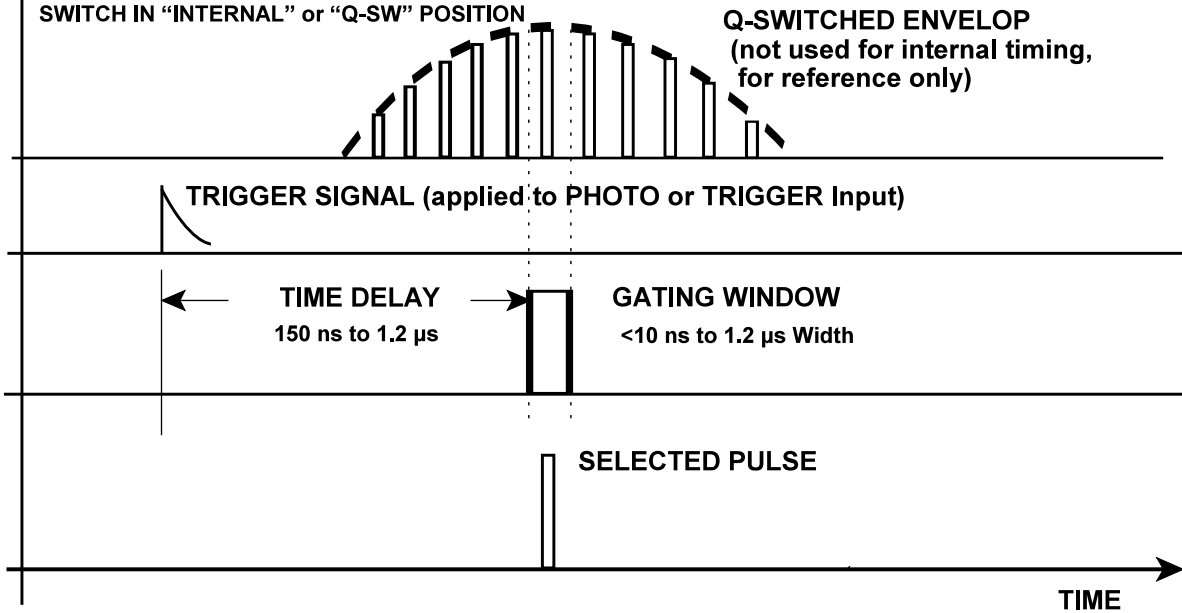 SWITCH IN “INTERNAL” or “Q-SW” POSITION
Q-SWITCHED ENVELOP
(not used for internal timing,
for reference only)
TRIGGER SIGNAL (applied to PHOTO or TRIGGER Input)
TIME DELAY
150 ns to 1.2 µs
GATING WINDOW
<10 ns to 1.2 µs Width
SELECTED PULSE
TIME